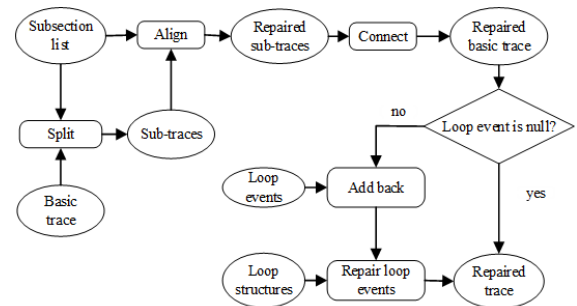 Subsection
list
Align
Repaired
sub-traces
Connect
Repaired
basic trace
Split
Sub-traces
no
Loop event is null?
Basic
trace
Loop
events
Add back
yes
Loop
structures
Repair loop
events
Repaired
trace